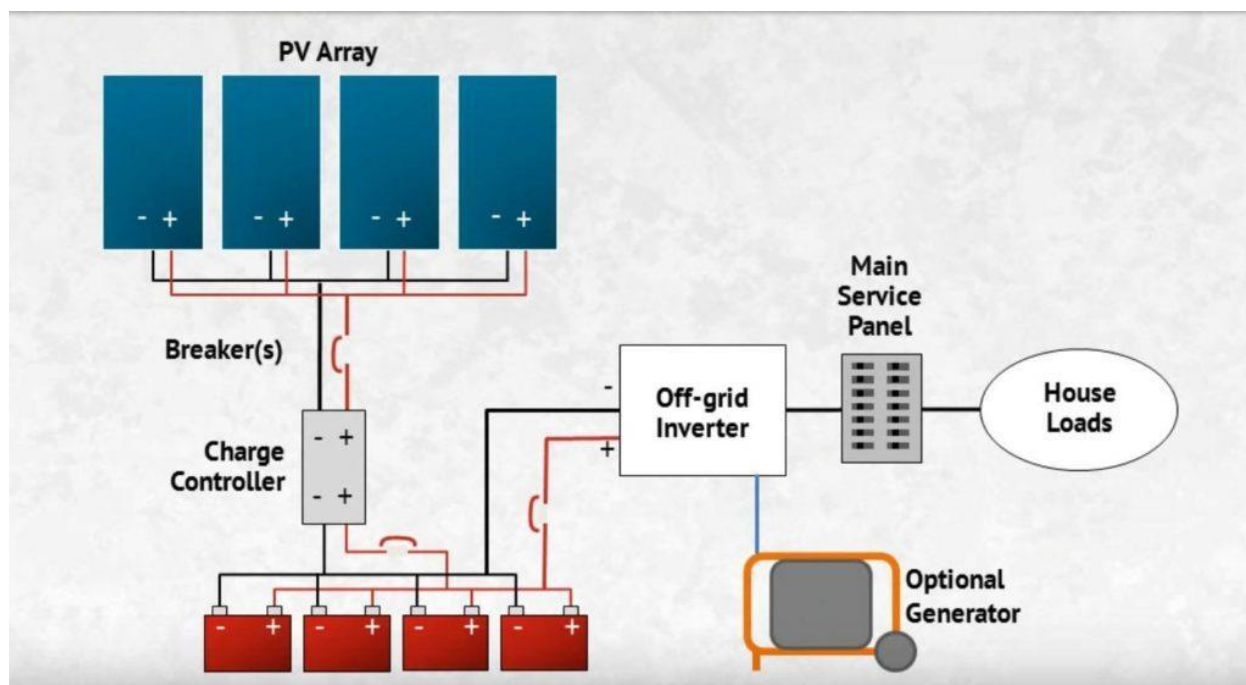 PV Array
- + - + - + - +
Breaker(s)
Main
Service
Panel
-
Off-grid
Inverter
+
House
Loads
- +
Charge
Controller
- +
Optional
Generator
- + - + - + - +